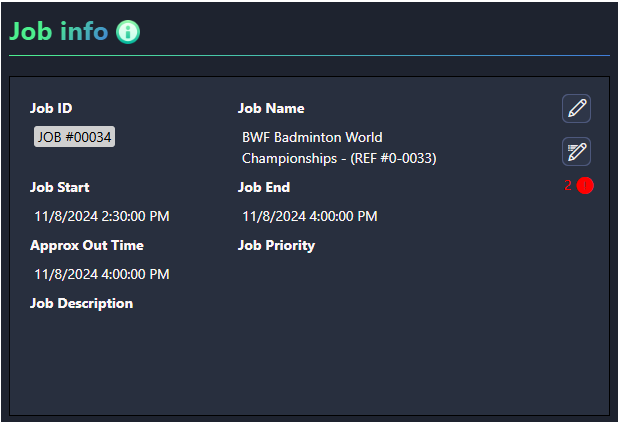 Job info
Job ID
Job Name
JOB #00034
BWF Badminton World
Championships - (REF #0-0033)
Job Start
Job End
11/8/2024 2:30:00 PM
11/8/2024 4:00:00 PM
Approx Out Time
Job Priority
11/8/2024 4:00:00 PM
Job Description
2